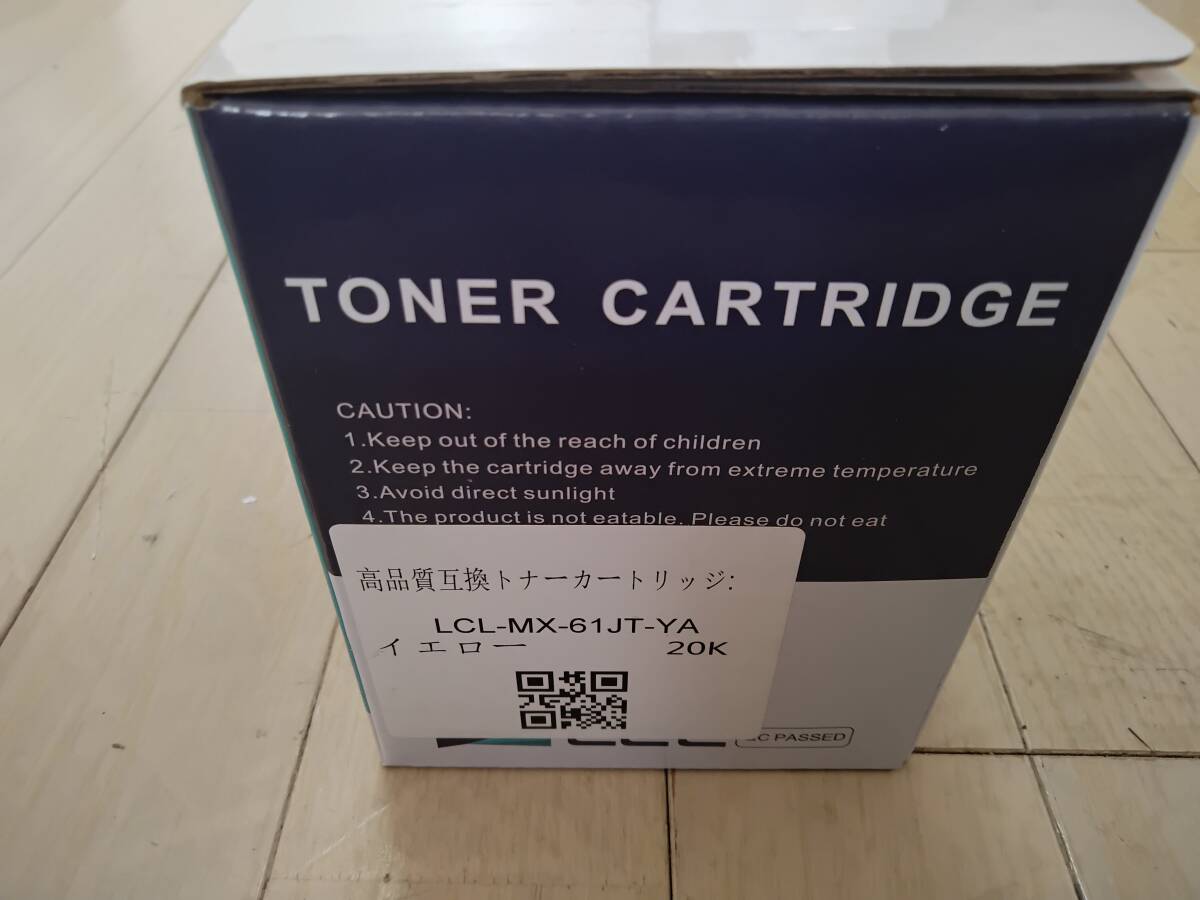 TONER CARTRIDGE
CAUTION:
1.Keep out of the reach of children
2.Keep the cartridge away from extreme temperature
3.Avoid direct sunlight
4.The product is not eatable. Please do not eat
高品質互換トナーカートリッジ:
LCL-MX-61JT-YA
イエロー 20K
PASSED